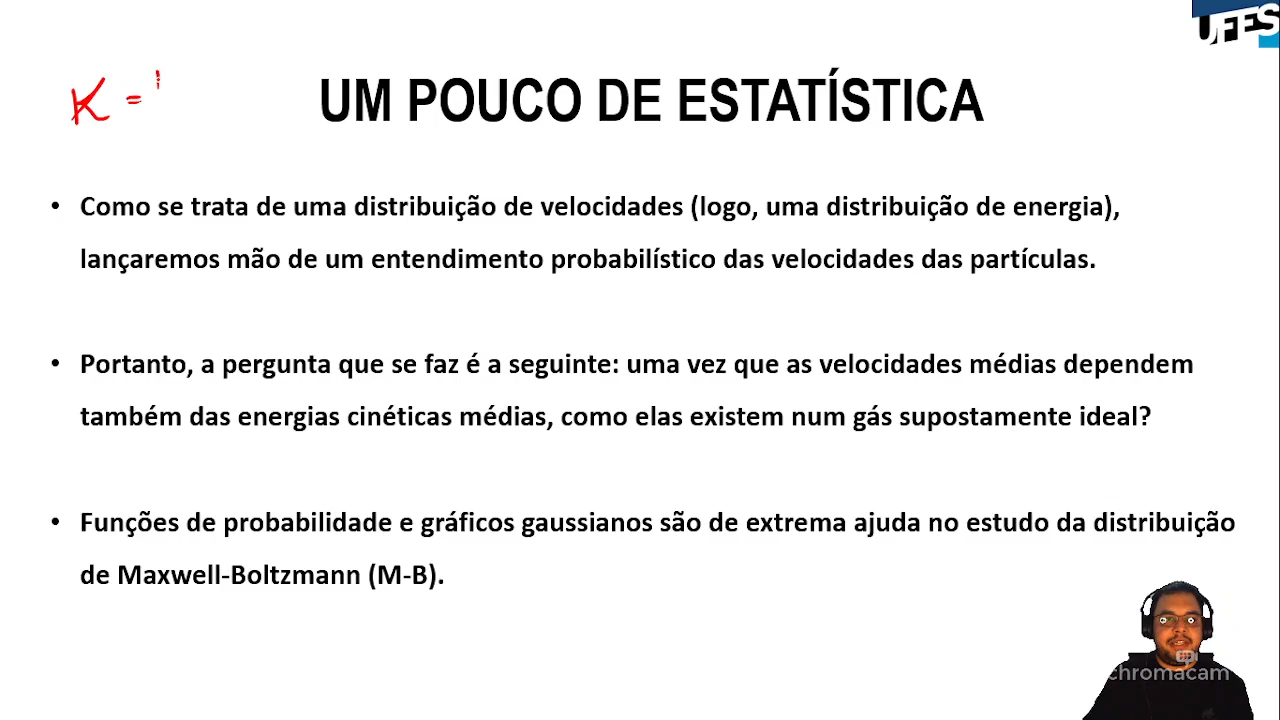 UFES
K = 1
UM POUCO DE ESTATÍSTICA
• Como se trata de uma distribuição de velocidades (logo, uma distribuição de energia),
lançaremos mão de um entendimento probabilístico das velocidades das partículas.
• Portanto, a pergunta que se faz é a seguinte: uma vez que as velocidades médias dependem
também das energias cinéticas médias, como elas existem num gás supostamente ideal?
• Funções de probabilidade e gráficos gaussianos são de extrema ajuda no estudo da distribuição
de Maxwell-Boltzmann (M-B).
chromacam